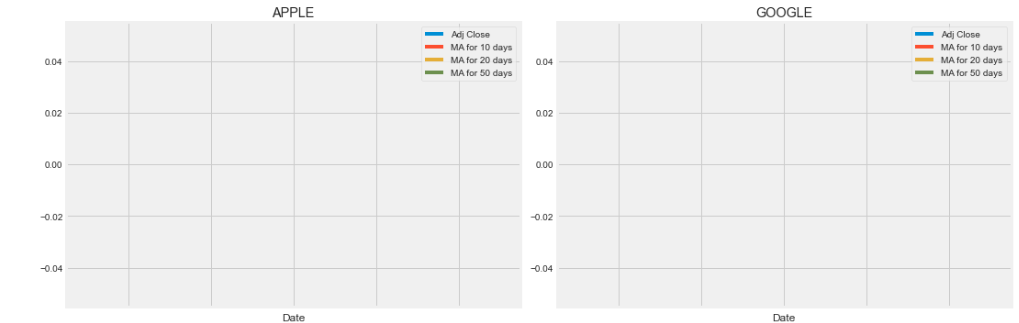 APPLE
Adj Close
MA for 10 days
MA for 20 days
MA for 50 days
0.04
0.02
0.00
−0.02
−0.04
Date
GOOGLE
Adj Close
MA for 10 days
MA for 20 days
MA for 50 days
0.04
0.02
0.00
−0.02
−0.04
Date